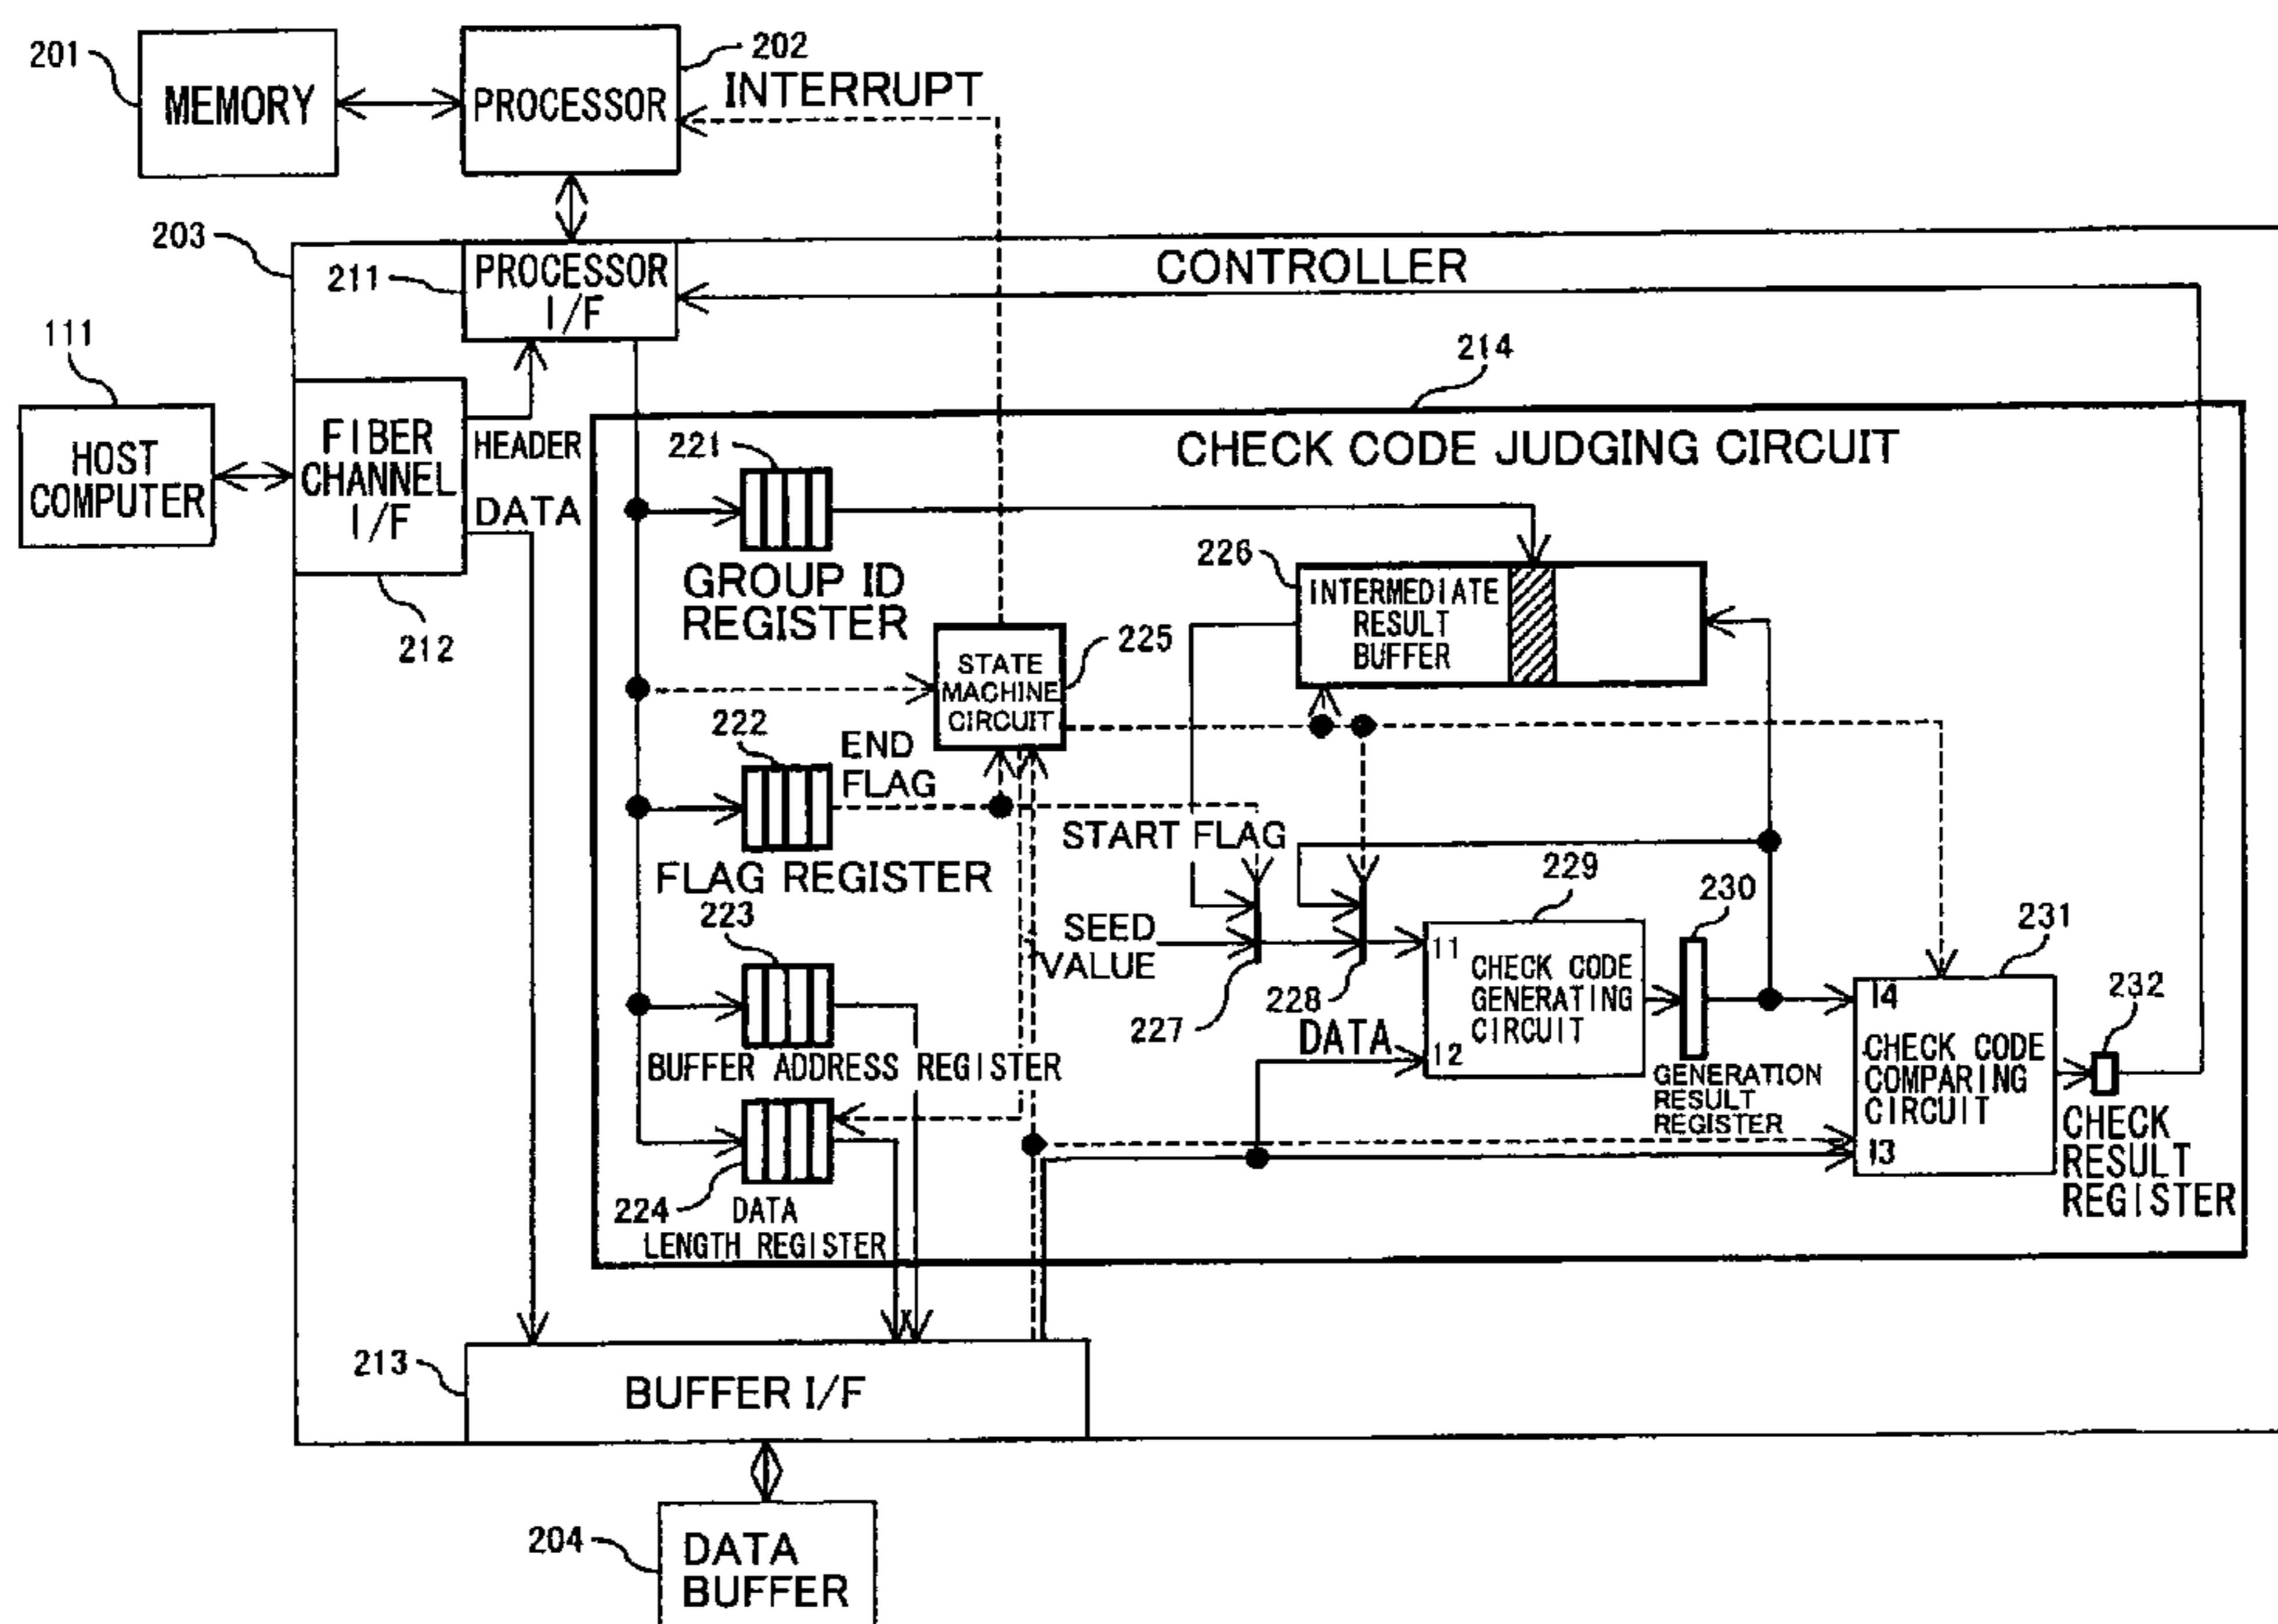 201
MEMORY
PROCESSOR
202
INTERRUPT
203
211
PROCESSOR
I/F
CONTROLLER
111
HOST
COMPUTER
FIBER
CHANNEL
I/F
212
HEADER
DATA
214
CHECK CODE JUDGING CIRCUIT
221
GROUP ID
REGISTER
226
INTERMEDIATE
RESULT
BUFFER
STATE
MACHINE
CIRCUIT
225
222
END
FLAG
FLAG REGISTER
START FLAG
223
BUFFER ADDRESS REGISTER
SEED
VALUE
227
228
DATA
229
11
12
CHECK CODE
GENERATING
CIRCUIT
230
GENERATION
RESULT
REGISTER
231
I4
I3
CHECK CODE
COMPARING
CIRCUIT
232
CHECK
RESULT
REGISTER
224
DATA
LENGTH REGISTER
213
BUFFER I/F
204
DATA
BUFFER